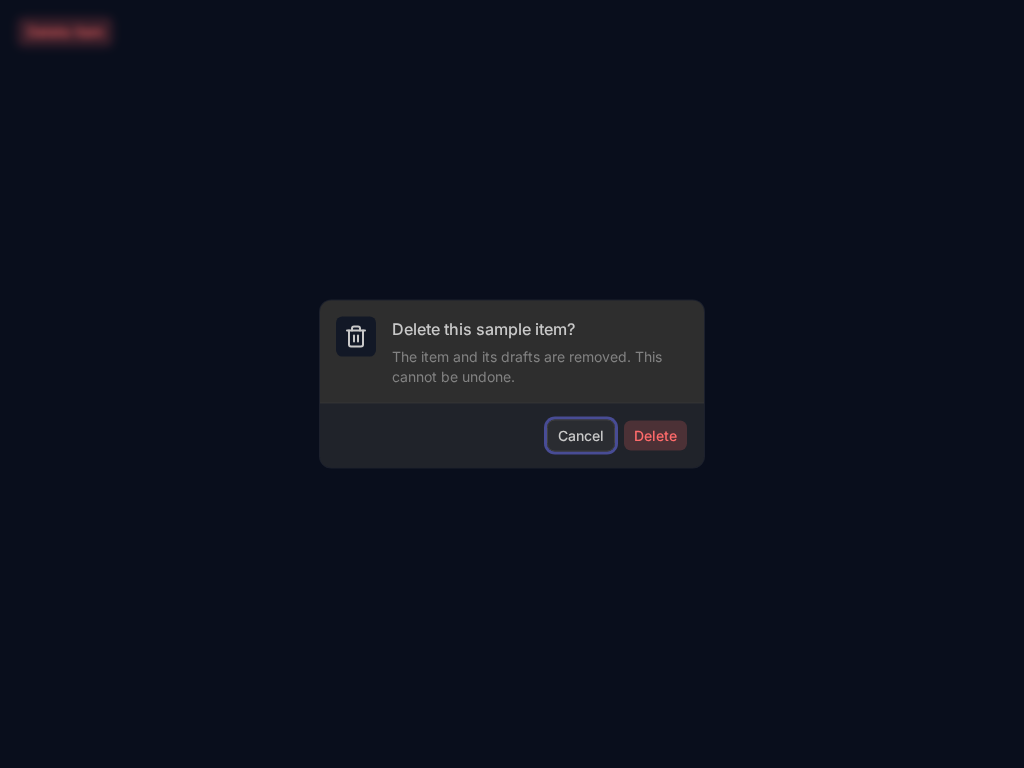 Delete this sample item?
The item and its drafts are removed. This
cannot be undone.
Cancel
Delete